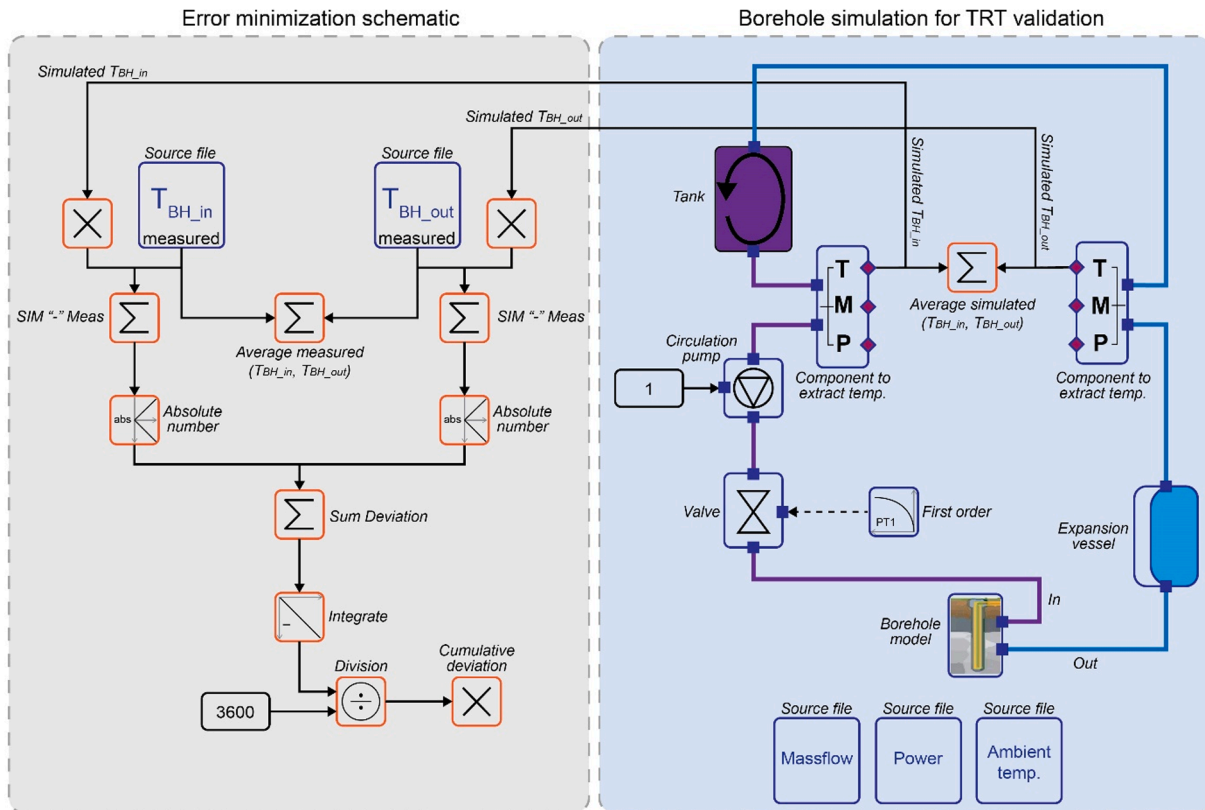 Error minimization schematic
Simulated TBH_in
Simulated TBH_out
Source file
TBH_in
measured
Source file
TBH_out
measured
SIM “-” Meas
Average measured
(TBH_in, TBH_out)
SIM “-” Meas
abs
Absolute
number
abs
Absolute
number
Sum Deviation
Integrate
Division
Cumulative
deviation
3600
Borehole simulation for TRT validation
Tank
Simulated TBH_in
Simulated TBH_out
T
M
P
Average simulated
(TBH_in, TBH_out)
T
M
P
Circulation
pump
Component to
extract temp.
Component to
extract temp.
1
Valve
PT1
First order
Expansion
vessel
In
Borehole
model
Out
Source file
Massflow
Source file
Power
Source file
Ambient
temp.